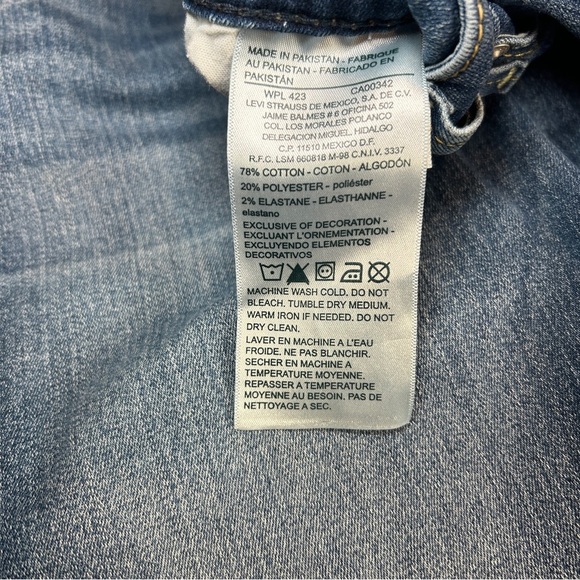 MADE IN PAKISTAN - FABRIQUE
AU PAKISTAN - FABRICADO EN
PAKISTÁN
WPL 423 CA00342
LEVI STRAUSS DE MEXICO, S.A. DE C.V.
JAIME BALMES # 6 OFICINA 502
COL. LOS MORALES POLANCO
DELEGACION MIGUEL HIDALGO
C.P. 11510 MEXICO D.F.
R.F.C. LSM 660818 M-98 C.N.I.V. 3337
78% COTTON - COTON - ALGODÓN
20% POLYESTER - poliéster
2% ELASTANE - ELASTHANNE -
elastano
EXCLUSIVE OF DECORATION -
EXCLUANT L'ORNEMENTATION -
EXCLUYENDO ELEMENTOS
DECORATIVOS
MACHINE WASH COLD. DO NOT
BLEACH. TUMBLE DRY MEDIUM.
WARM IRON IF NEEDED. DO NOT
DRY CLEAN.
LAVER EN MACHINE A L'EAU
FROIDE. NE PAS BLANCHIR.
SECHER EN MACHINE A
TEMPERATURE MOYENNE.
REPASSER A TEMPERATURE
MOYENNE AU BESOIN. PAS DE
NETTOYAGE A SEC.